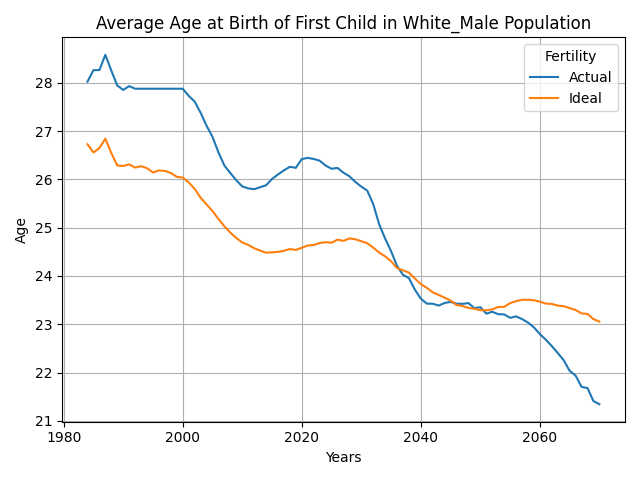 Average Age at Birth of First Child in White_Male Population
Fertility
Actual
Ideal
Age
28
27
26
25
24
23
22
21
1980
2000
2020
2040
2060
Years